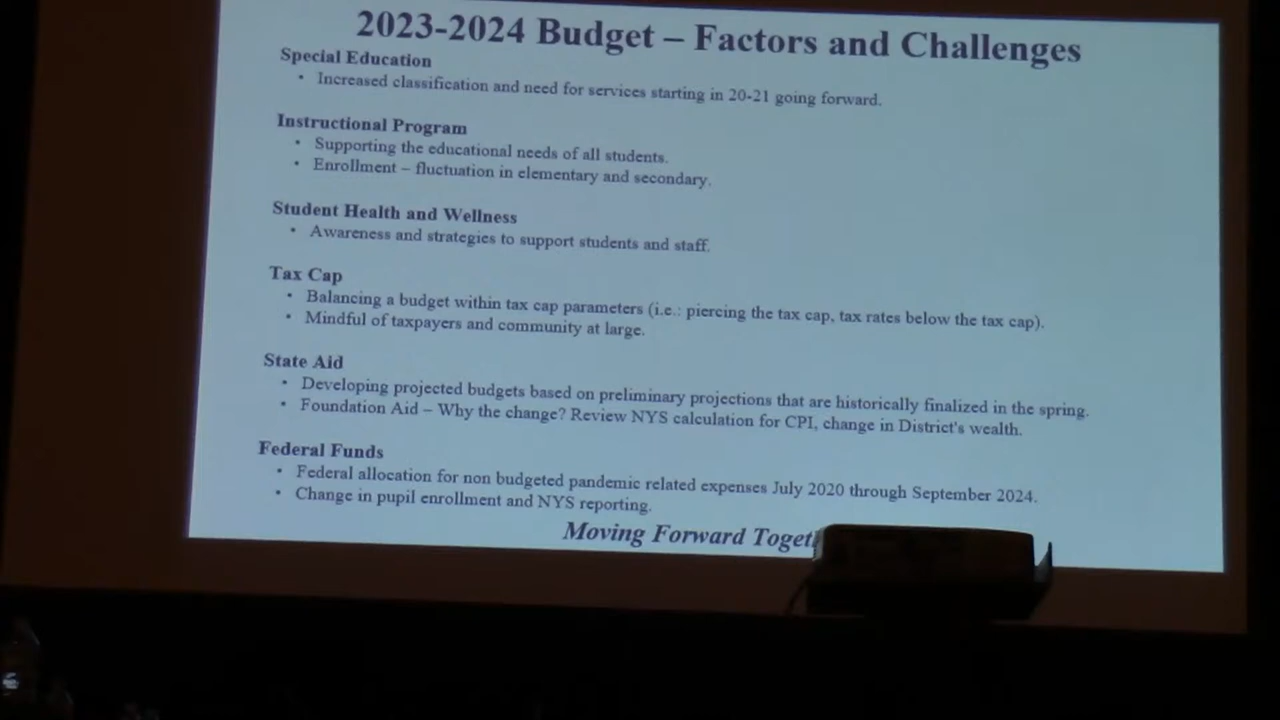 2023-2024 Budget – Factors and Challenges
Special Education
• Increased classification and need for services starting in 20-21 going forward.
Instructional Program
• Supporting the educational needs of all students.
• Enrollment – fluctuation in elementary and secondary.
Student Health and Wellness
• Awareness and strategies to support students and staff.
Tax Cap
• Balancing a budget within tax cap parameters (i.e.: piercing the tax cap, tax rates below the tax cap).
• Mindful of taxpayers and community at large.
State Aid
• Developing projected budgets based on preliminary projections that are historically finalized in the spring.
• Foundation Aid – Why the change? Review NYS calculation for CPI, change in District's wealth.
Federal Funds
• Federal allocation for non budgeted pandemic related expenses July 2020 through September 2024.
• Change in pupil enrollment and NYS reporting.
Moving Forward